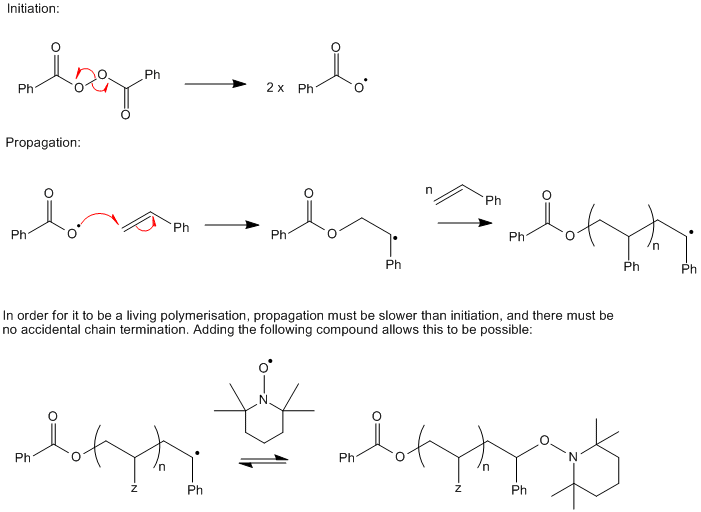 Initiation:
O
Ph
O
O
Ph
O
2 x
Ph
O
O
Propagation:
O
Ph
O
Ph
O
Ph
O
Ph
n
Ph
O
Ph
O
n
Ph
Ph
In order for it to be a living polymerisation, propagation must be slower than initiation, and there must be
no accidental chain termination. Adding the following compound allows this to be possible:
O
Ph
O
n
z
Ph
O
N
O
Ph
O
n
z
Ph
O
N